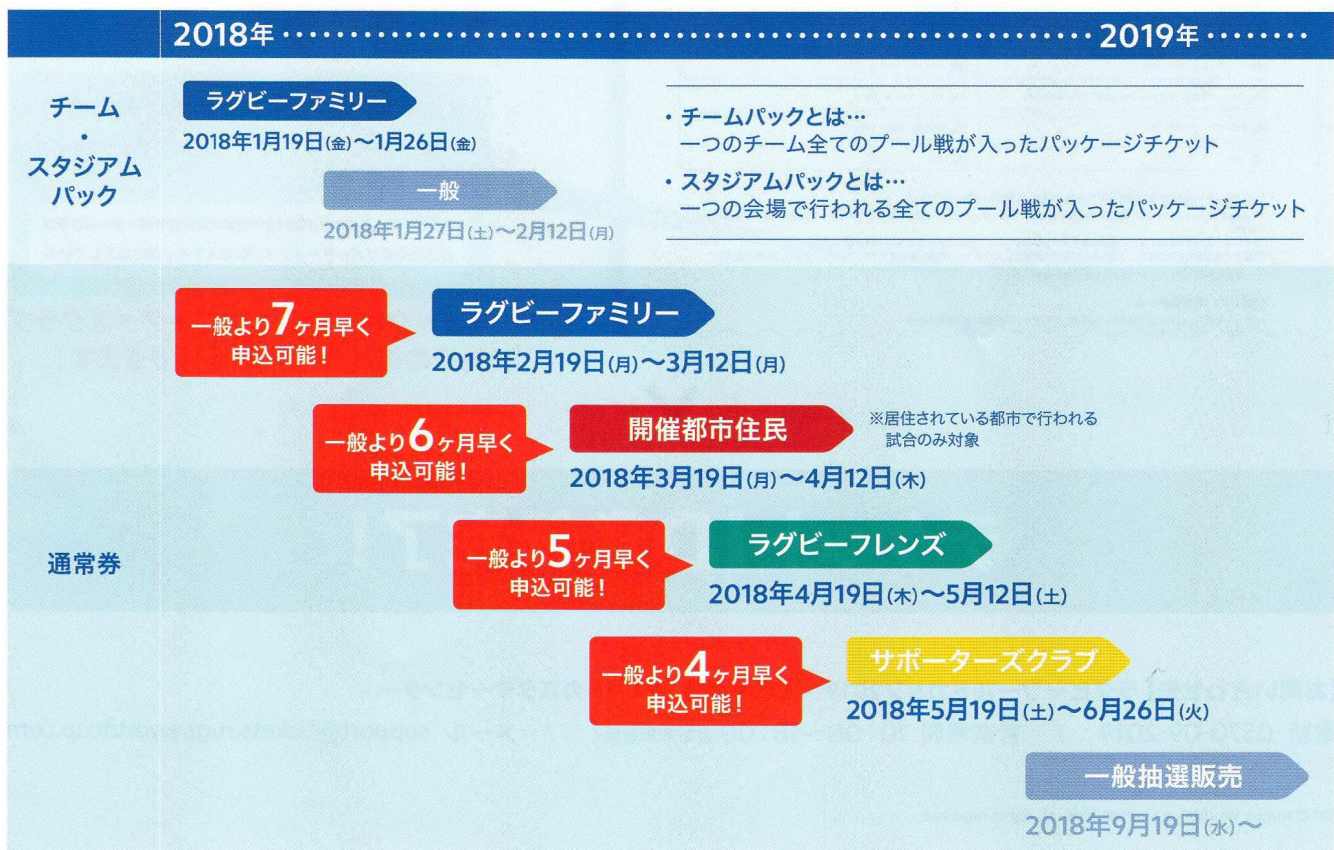 2018年 2019年
チーム
・
スタジアム
パック
ラグビーファミリー
2018年1月19日(金)〜1月26日(金)
一般
2018年1月27日(土)〜2月12日(月)
・チームパックとは…
一つのチーム全てのプール戦が入ったパッケージチケット
・スタジアムパックとは…
一つの会場で行われる全てのプール戦が入ったパッケージチケット
通常券
一般より7ヶ月早く
申込可能！
ラグビーファミリー
2018年2月19日(月)〜3月12日(月)
一般より6ヶ月早く
申込可能！
開催都市住民
2018年3月19日(月)〜4月12日(木)
※居住されている都市で行われる
試合のみ対象
一般より5ヶ月早く
申込可能！
ラグビーフレンズ
2018年4月19日(木)〜5月12日(土)
一般より4ヶ月早く
申込可能！
サポーターズクラブ
2018年5月19日(土)〜6月26日(火)
一般抽選販売
2018年9月19日(水)〜